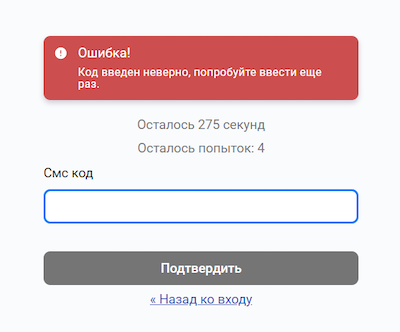 Ошибка!
Код введен неверно, попробуйте ввести еще
раз.
Осталось 275 секунд
Осталось попыток: 4
Смс код
Подтвердить
« Назад ко входу